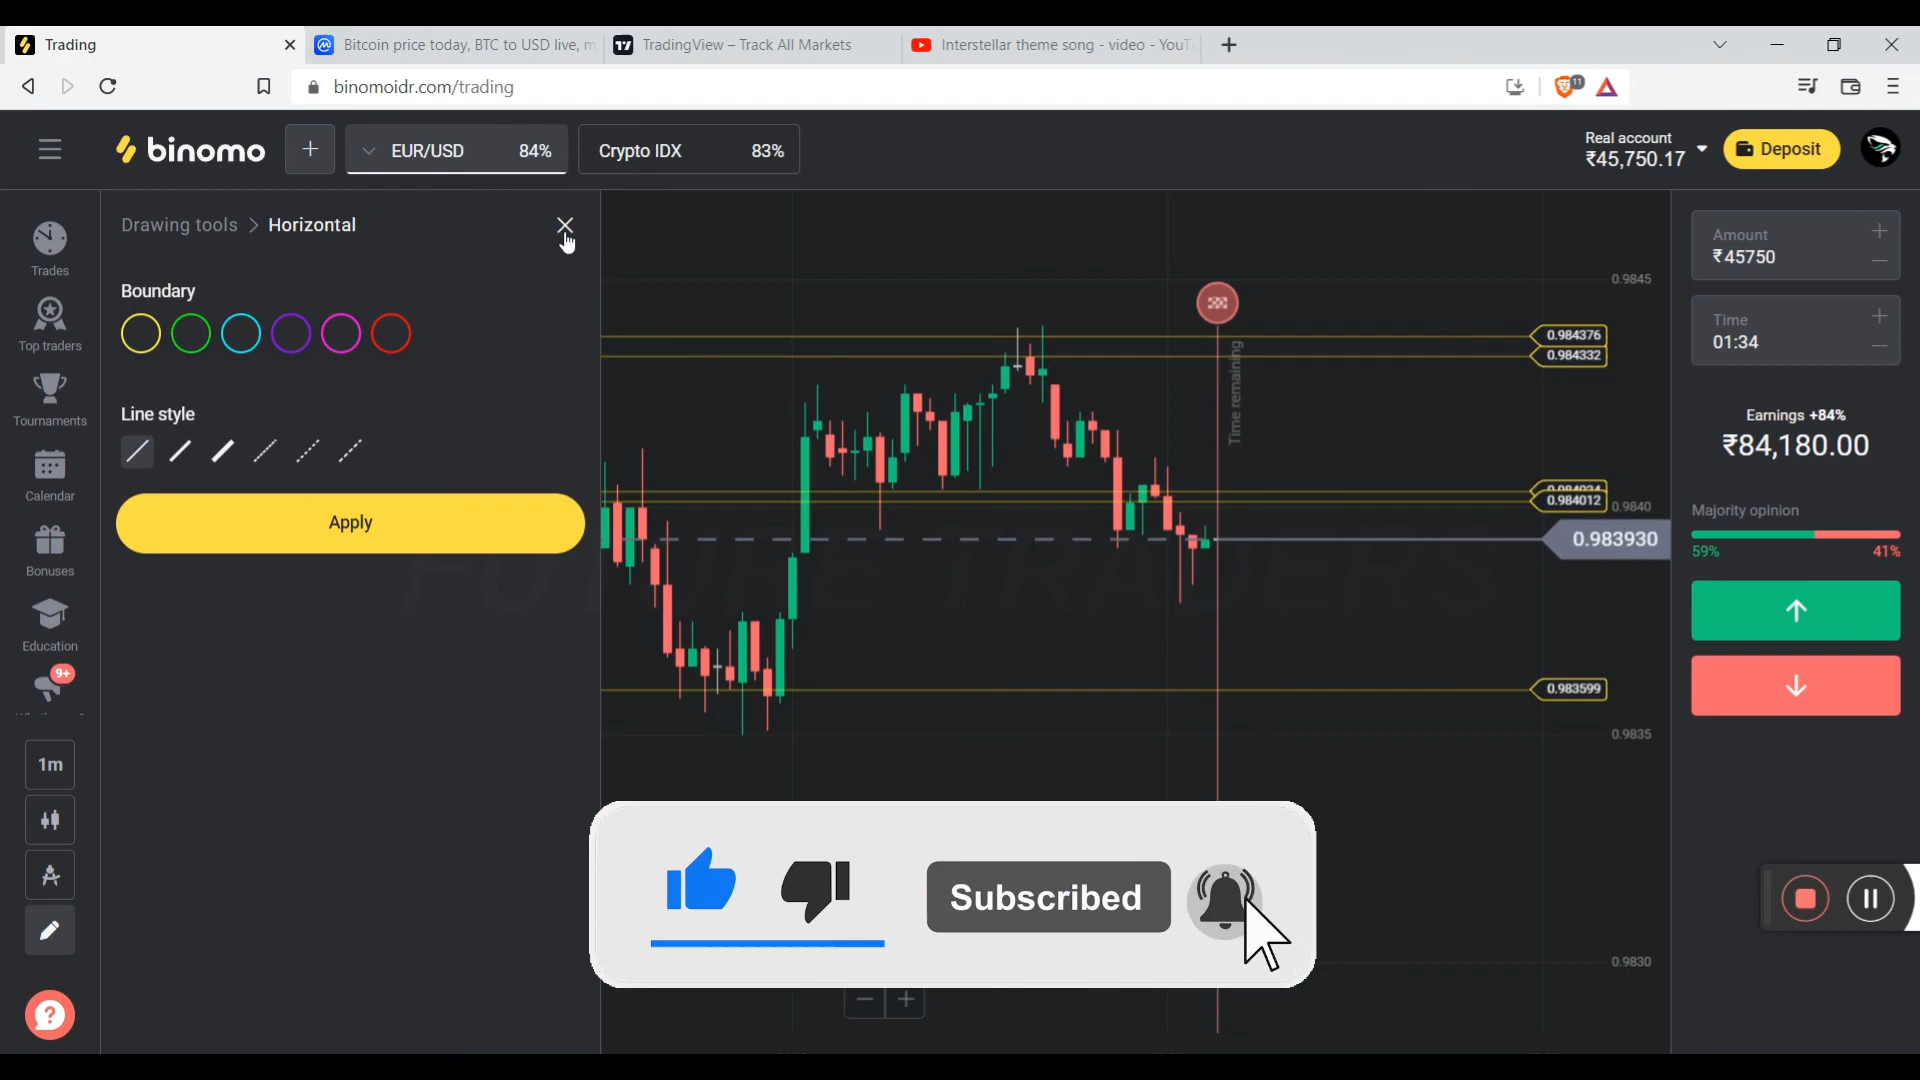 Trading
Bitcoin price today, BTC to USD live, m
TradingView – Track All Markets
Interstellar theme song - video - YouT
binomoidr.com/trading
11
binomo
EUR/USD 84%
Crypto IDX 83%
Real account
₹45,750.17
Deposit
Trades
Top traders
Tournaments
Calendar
Bonuses
Education
9+
1m
Drawing tools > Horizontal
Boundary
Line style
Apply
Time remaining
0.9845
0.984376
0.984332
0.984012
0.9840
0.983930
0.983599
0.9835
0.9830
Amount
₹45750
Time
01:34
Earnings +84%
₹84,180.00
Majority opinion
59% 41%
TRADERS
Subscribed